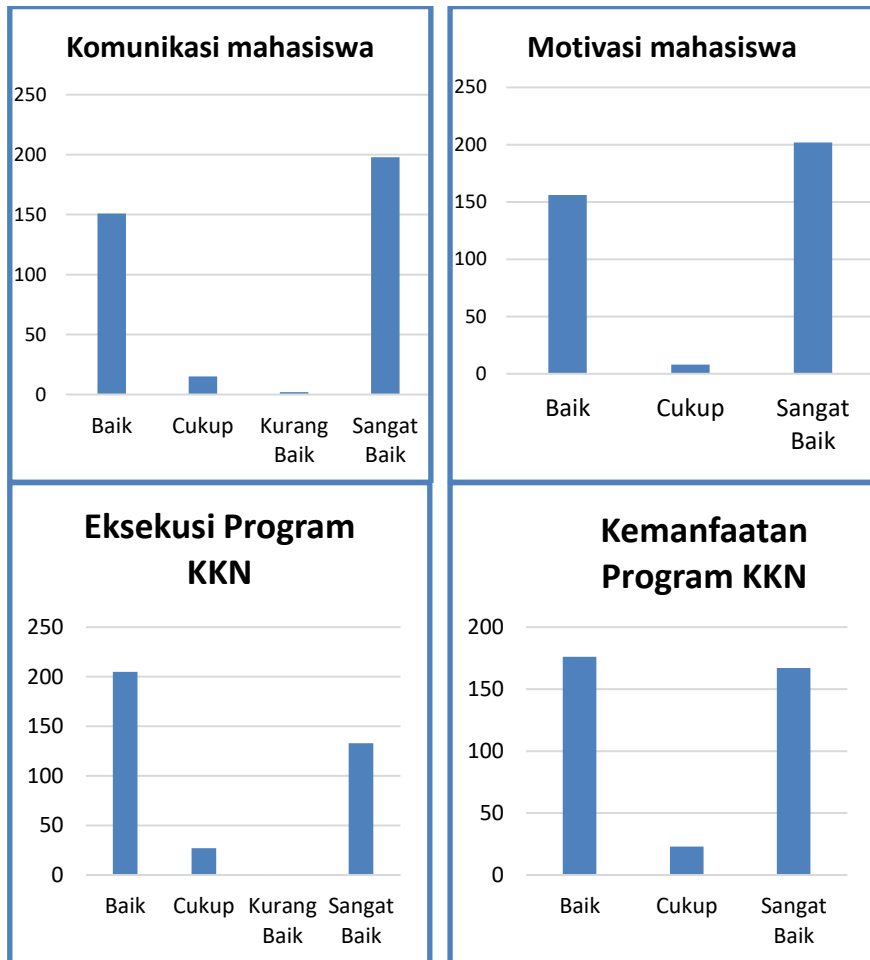 Komunikasi mahasiswa
250
200
150
100
50
0
Baik Cukup Kurang Sangat
Baik Baik
Motivasi mahasiswa
250
200
150
100
50
0
Baik Cukup Sangat
Baik
Eksekusi Program
KKN
250
200
150
100
50
0
Baik Cukup Kurang Sangat
Baik Baik
Kemanfaatan
Program KKN
200
150
100
50
0
Baik Cukup Sangat
Baik